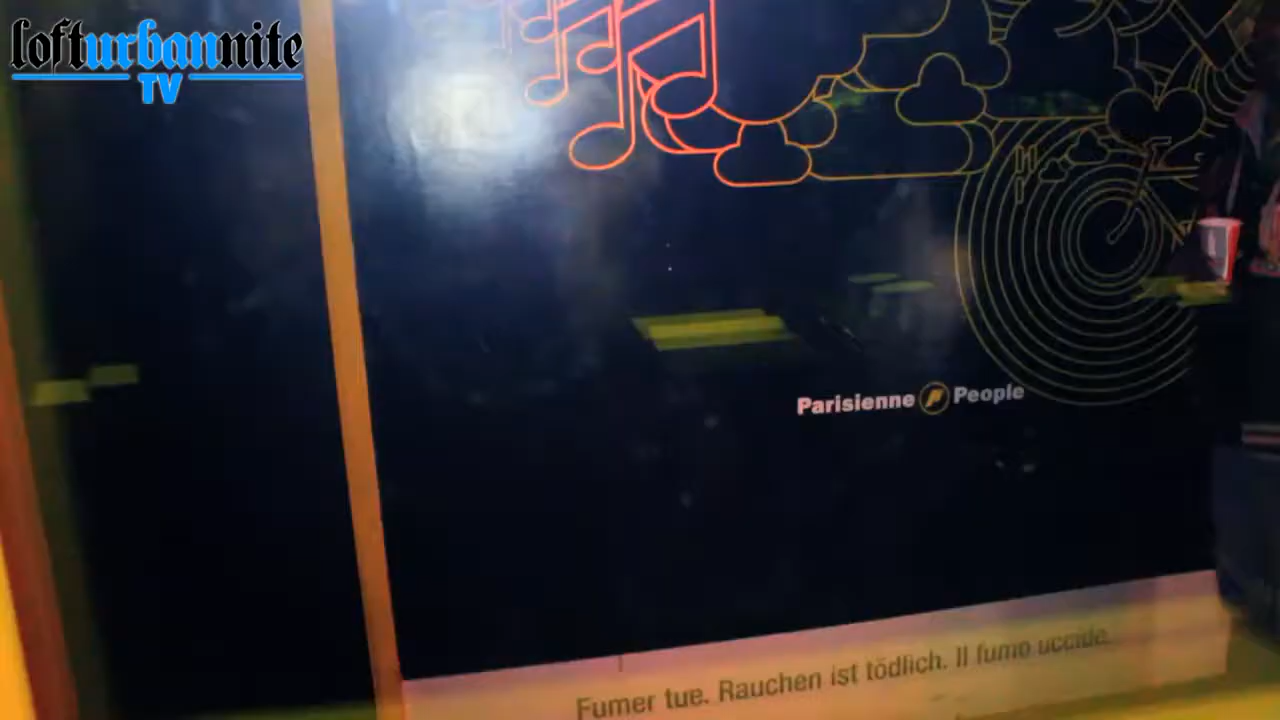 lofturbannite
TV
Parisienne P People
Fumer tue. Rauchen ist tödlich. Il fumo uccide.